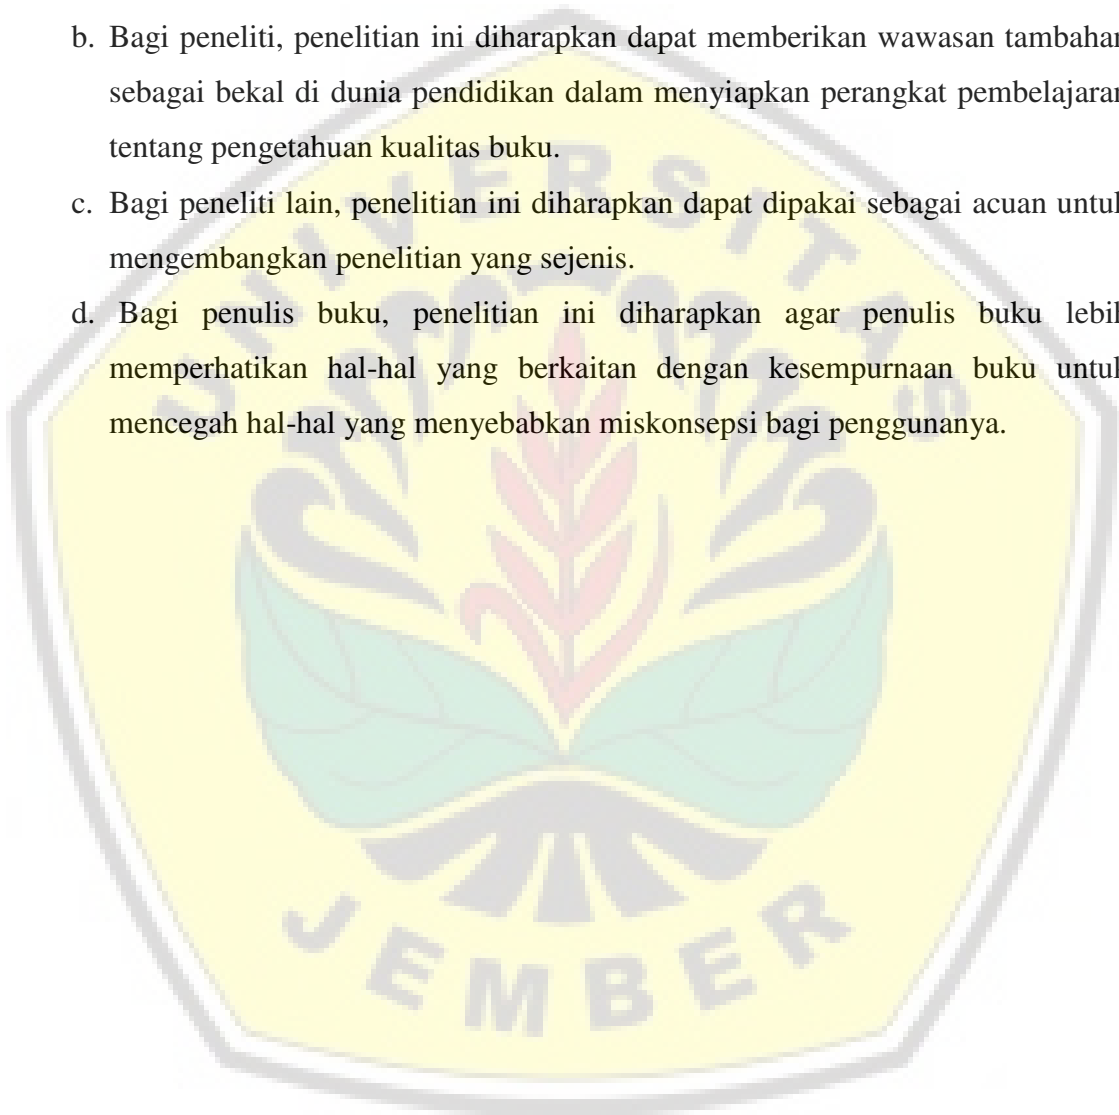 b. Bagi peneliti, penelitian ini diharapkan dapat memberikan wawasan tambahan
sebagai bekal di dunia pendidikan dalam menyiapkan perangkat pembelajaran
tentang pengetahuan kualitas buku.
c. Bagi peneliti lain, penelitian ini diharapkan dapat dipakai sebagai acuan untuk
mengembangkan penelitian yang sejenis.
d. Bagi penulis buku, penelitian ini diharapkan agar penulis buku lebih
memperhatikan hal-hal yang berkaitan dengan kesempurnaan buku untuk
mencegah hal-hal yang menyebabkan miskonsepsi bagi penggunanya.
UNIVERSITAS
JEMBER